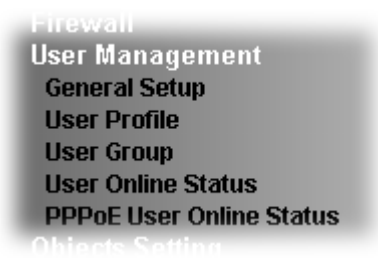 Firewall
User Management
General Setup
User Profile
User Group
User Online Status
PPPoE User Online Status
Objects Setting